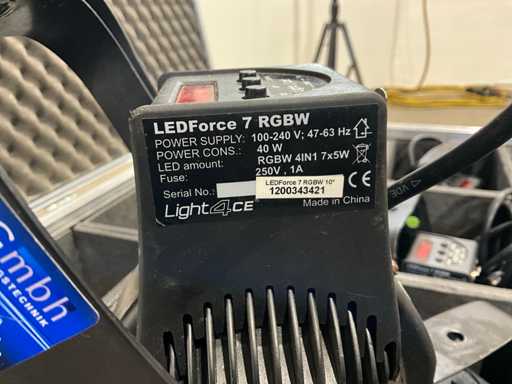 LEDForce 7 RGBW
POWER SUPPLY: 100-240 V; 47-63 Hz
POWER CONS.: 40 W
LED amount: RGBW 4IN1 7x5W
Fuse: 250V , 1A
Serial No.:
LEDForce 7 RGBW 10°
1200343421
Light4CE
CE
Made in China
VDE
Gmbh